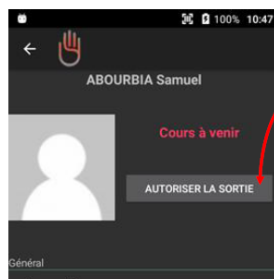 100% 10:47
ABOURBIA Samuel
Cours à venir
AUTORISER LA SORTIE
Général